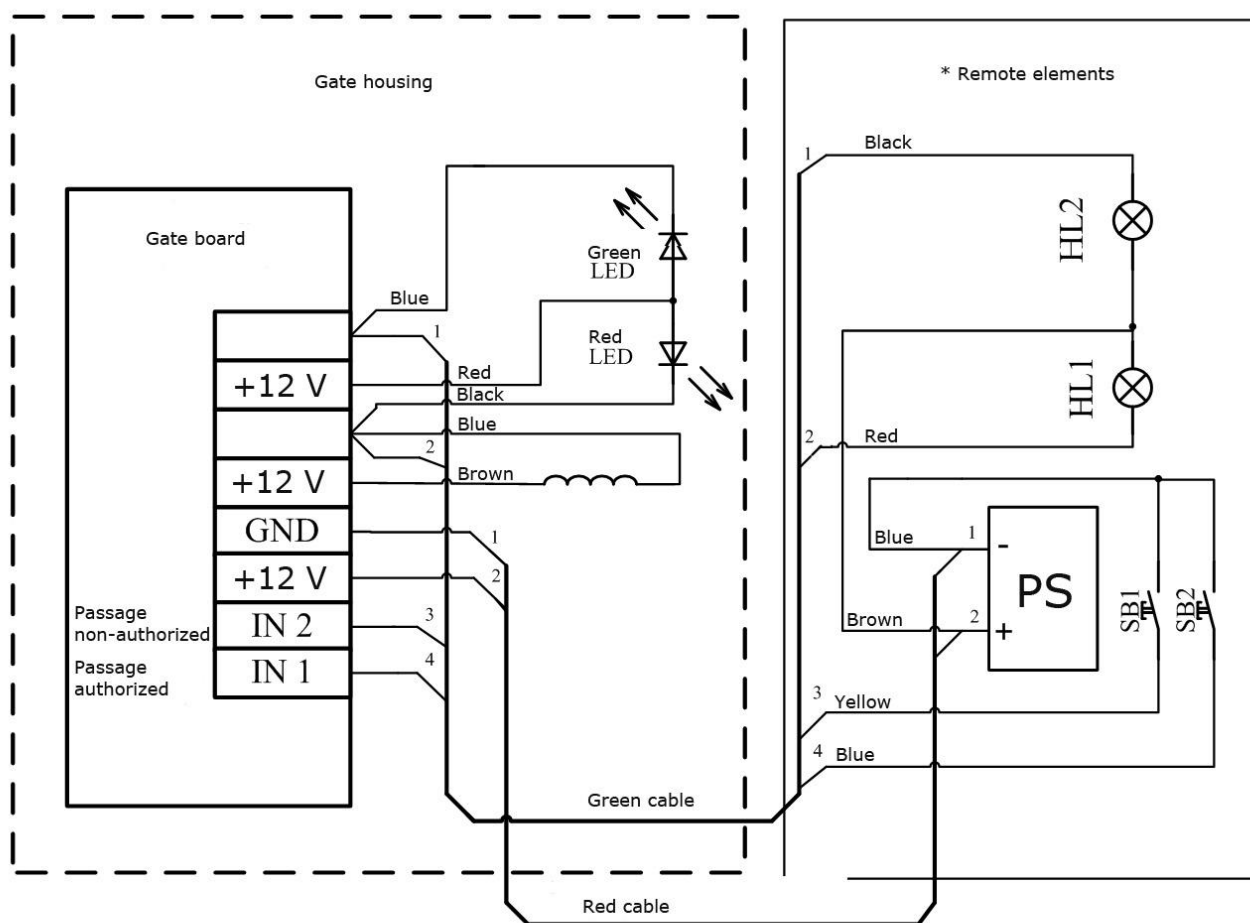 Gate housing
* Remote elements
1
Black
HL2
Gate board
Green
LED
Blue
1
Red
LED
+12 V
Red
Black
HL1
Blue
2
2
Red
+12 V
Brown
GND
1
Blue
1
-
+12 V
2
PS
SB1
SB2
Passage
non-authorized
IN 2
3
Brown
2
+
Passage
authorized
IN 1
4
3
Yellow
4
Blue
Green cable
Red cable